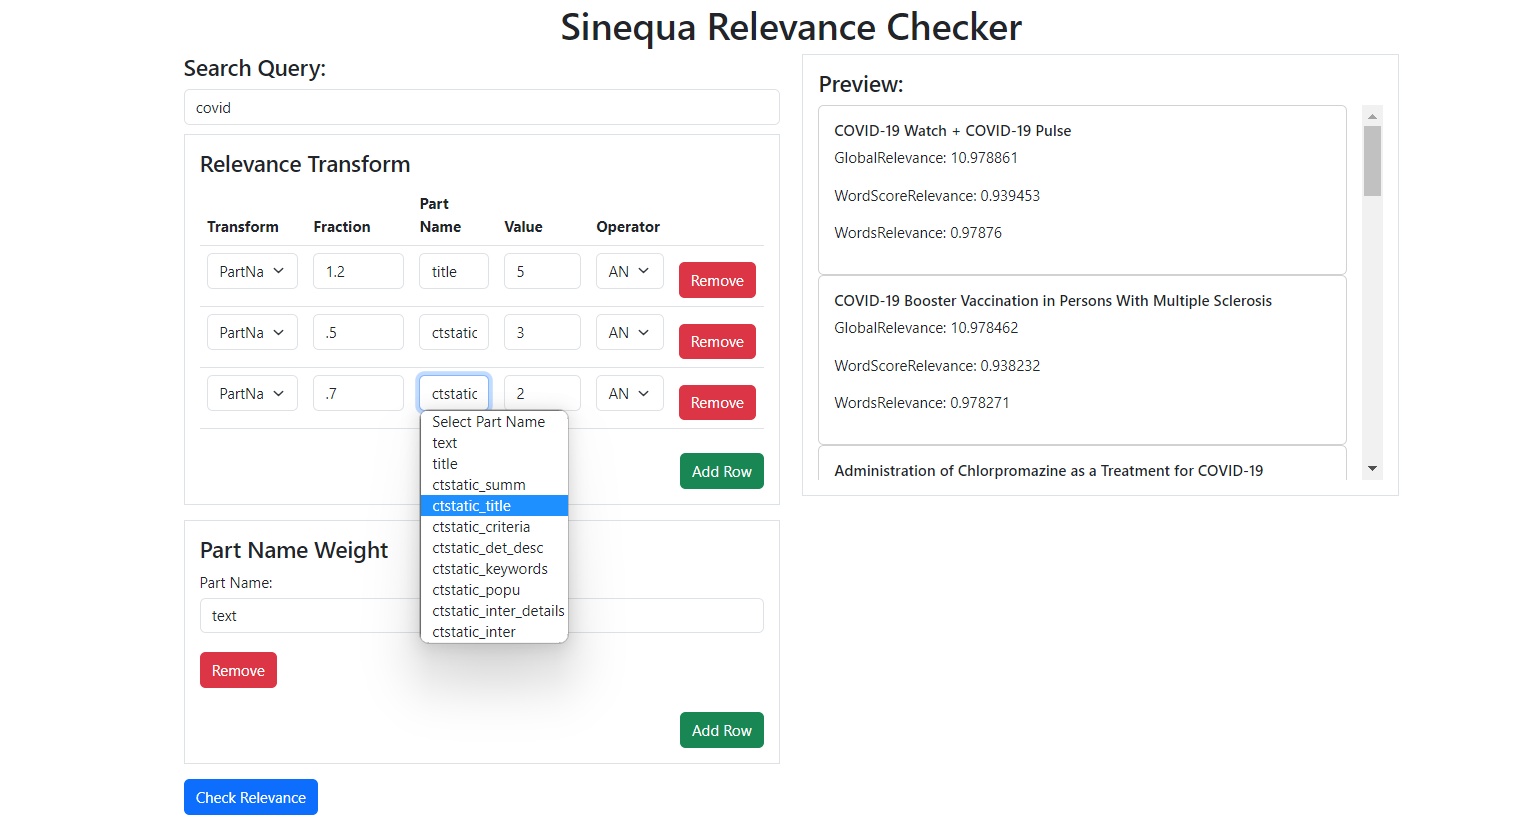 Sinequa Relevance Checker
Search Query:
covid
Relevance Transform
Transform Fraction Part Name Value Operator
PartNa 1.2 title 5 AN Remove
PartNa .5 ctstatic 3 AN Remove
PartNa .7 ctstatic 2 AN Remove
Select Part Name
text
title
ctstatic_summ
ctstatic_title
ctstatic_criteria
ctstatic_det_desc
ctstatic_keywords
ctstatic_popu
ctstatic_inter_details
ctstatic_inter
Add Row
Part Name Weight
Part Name:
text
Remove
Add Row
Check Relevance
Preview:
COVID-19 Watch + COVID-19 Pulse
GlobalRelevance: 10.978861
WordScoreRelevance: 0.939453
WordsRelevance: 0.97876
COVID-19 Booster Vaccination in Persons With Multiple Sclerosis
GlobalRelevance: 10.978462
WordScoreRelevance: 0.938232
WordsRelevance: 0.978271
Administration of Chlorpromazine as a Treatment for COVID-19